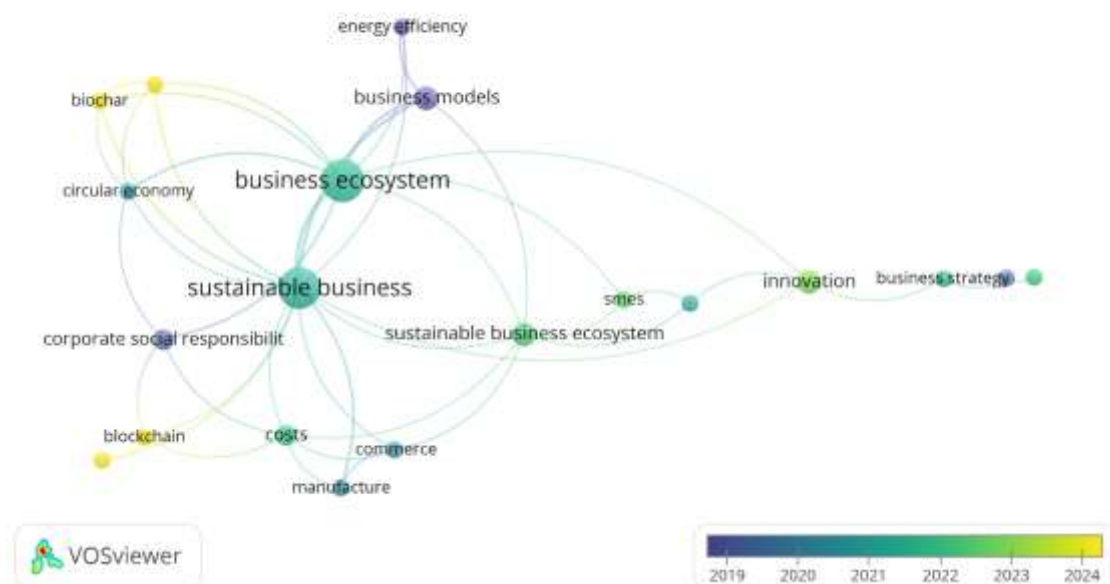 energy efficiency
business models
biochar
circular economy
business ecosystem
sustainable business
innovation
business strategy
smes
sustainable business ecosystem
corporate social responsibilit
blockchain
costs
commerce
manufacture
VOSviewer
2019 2020 2021 2022 2023 2024